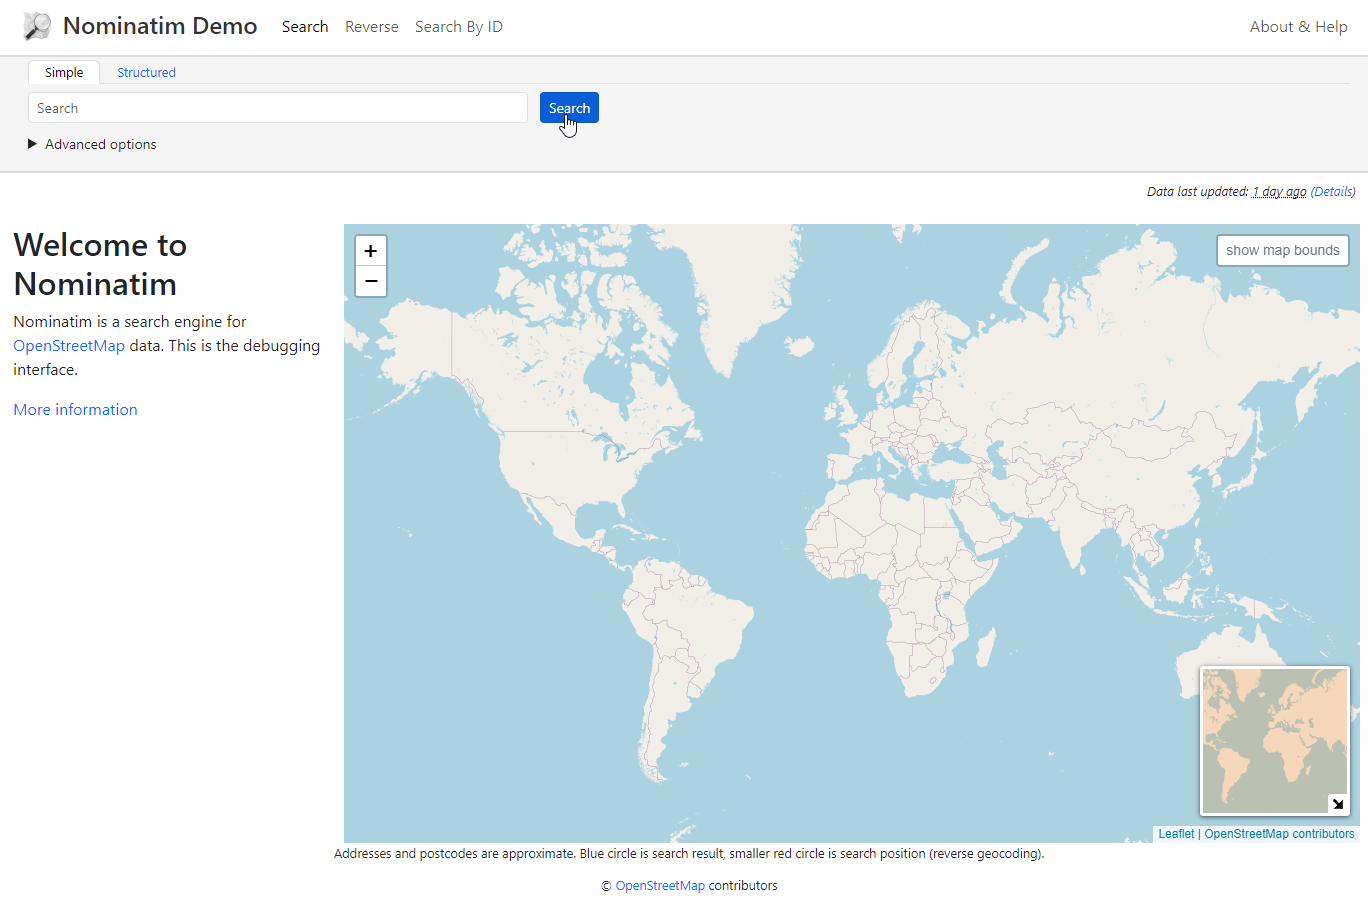 Nominatim Demo
Search
Reverse
Search By ID
About & Help
Simple
Structured
Search
Search
Advanced options
Data last updated: 1 day ago (Details)
Welcome to
Nominatim
Nominatim is a search engine for
OpenStreetMap data. This is the debugging
interface.
More information
+
−
show map bounds
Leaflet | OpenStreetMap contributors
Addresses and postcodes are approximate. Blue circle is search result, smaller red circle is search position (reverse geocoding).
© OpenStreetMap contributors